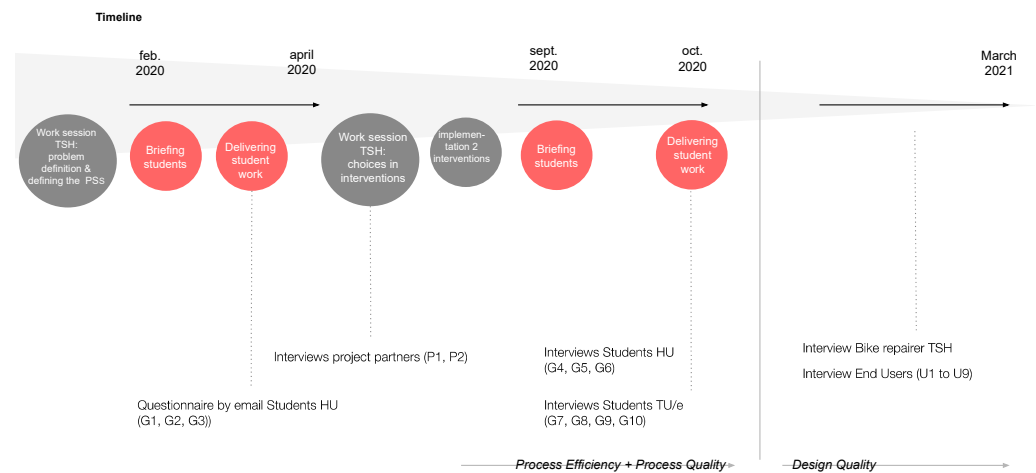 Timeline
feb.
2020
april
2020
sept.
2020
oct.
2020
March
2021
Work session
TSH:
problem
definition &
defining the PSs
Briefing
students
Delivering
student
work
Work session
TSH:
choices in
interventions
implemen-
tation 2
interventions
Briefing
students
Delivering
student
work
Interviews project partners (P1, P2)
Questionnaire by email Students HU
(G1, G2, G3))
Interviews Students HU
(G4, G5, G6)
Interviews Students TU/e
(G7, G8, G9, G10)
Interview Bike repairer TSH
Interview End Users (U1 to U9)
Process Efficiency + Process Quality
Design Quality